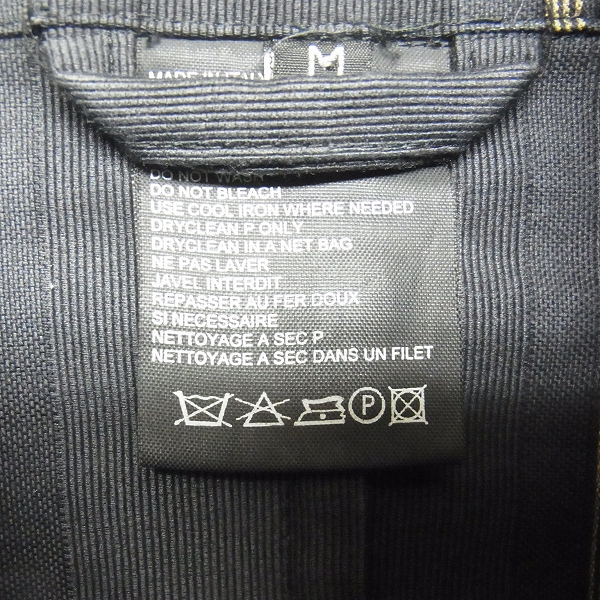 M
MADE IN ITALY
DO NOT WASH
DO NOT BLEACH
USE COOL IRON WHERE NEEDED
DRYCLEAN P ONLY
DRYCLEAN IN A NET BAG
NE PAS LAVER
JAVEL INTERDIT
REPASSER AU FER DOUX
SI NECESSAIRE
NETTOYAGE A SEC P
NETTOYAGE A SEC DANS UN FILET
P